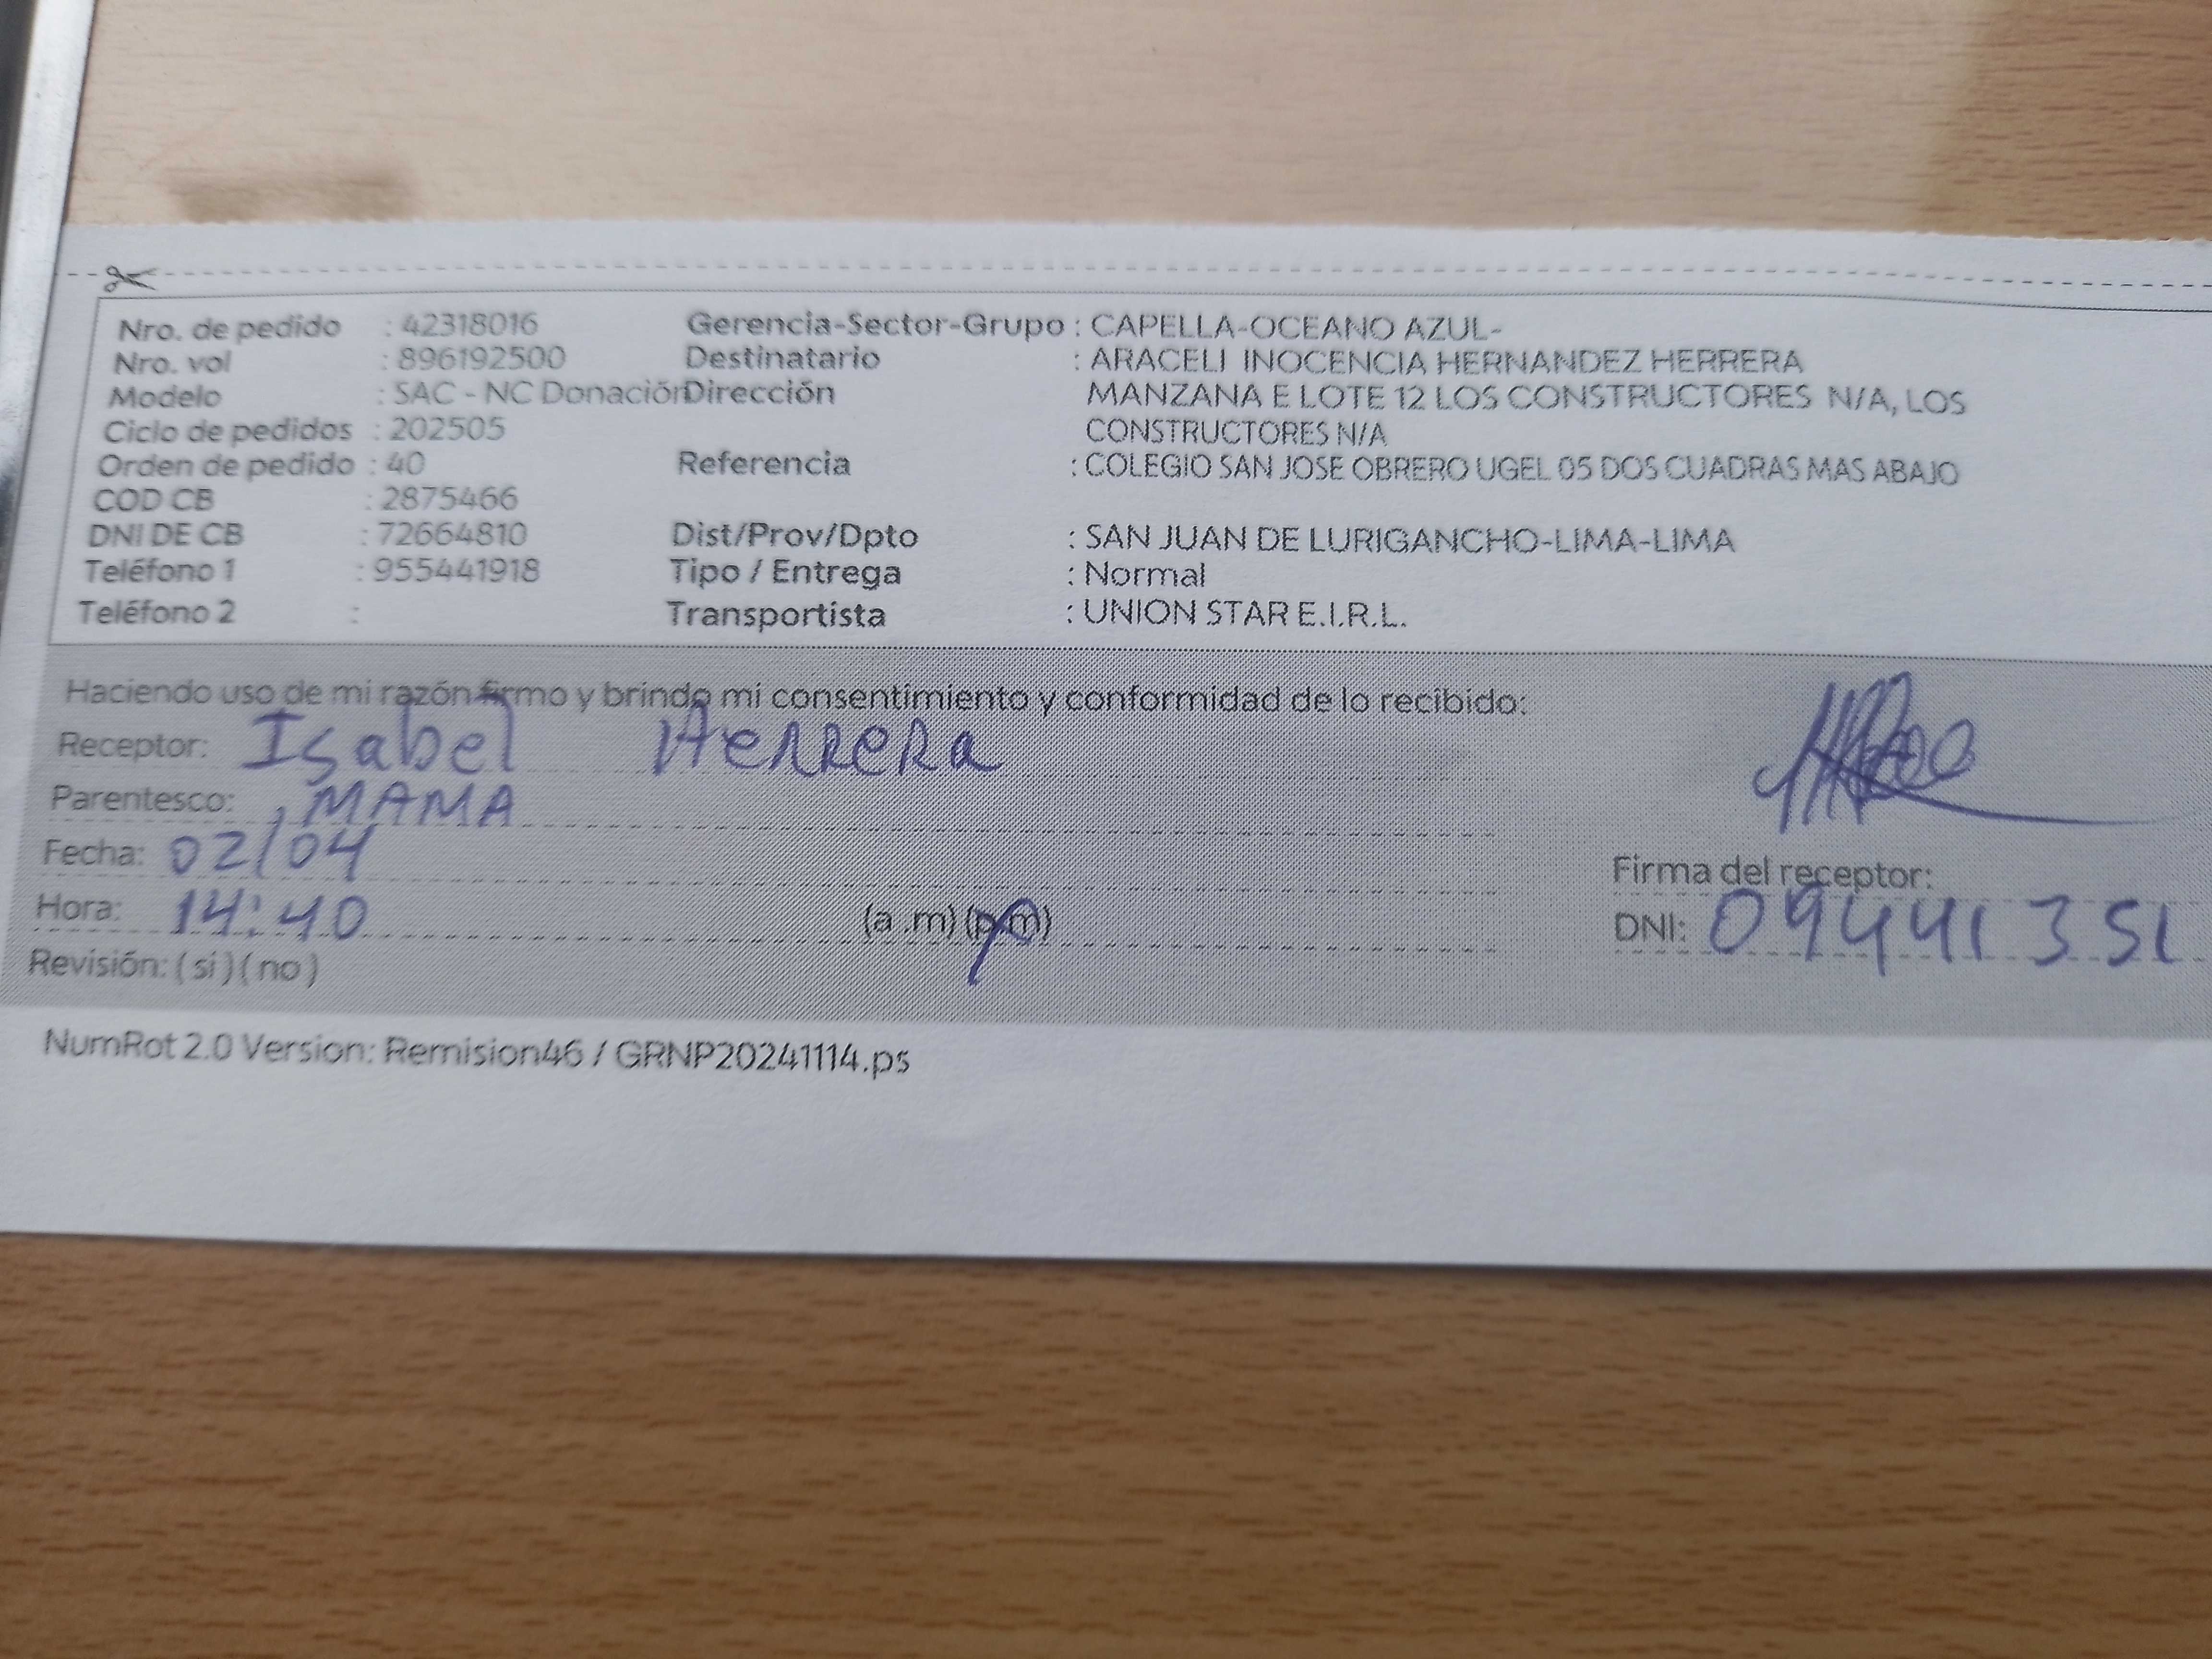 Nro. de pedido : 42318016 Gerencia-Sector-Grupo : CAPELLA-OCEANO AZUL-
Nro. vol : 896192500 Destinatario : ARACELI INOCENCIA HERNANDEZ HERRERA
Modelo : SAC - NC Donación Dirección MANZANA E LOTE 12 LOS CONSTRUCTORES N/A, LOS
Ciclo de pedidos : 202505 CONSTRUCTORES N/A
Orden de pedido : 40 Referencia : COLEGIO SAN JOSE OBRERO UGEL 05 DOS CUADRAS MAS ABAJO
COD CB : 2875466
DNI DE CB : 72664810 Dist/Prov/Dpto : SAN JUAN DE LURIGANCHO-LIMA-LIMA
Teléfono 1 : 955441918 Tipo / Entrega : Normal
Teléfono 2 : Transportista : UNION STAR E.I.R.L.
Haciendo uso de mi razón firmo y brindo mi consentimiento y conformidad de lo recibido:
Receptor: Isabel Herrera
Parentesco: MAMA
Fecha: 02/04
Firma del receptor:
Hora: 14:40 (a .m) (p.m) DNI: 09441351
Revisión: ( si ) ( no )
NumRot 2.0 Version: Remision46 / GRNP20241114.ps